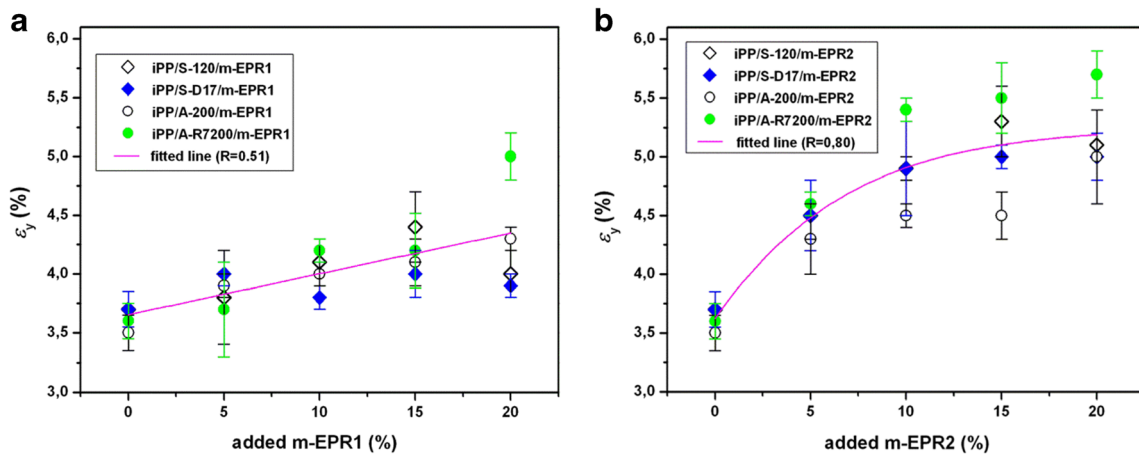 a
6,0
5,5
5,0
4,5
4,0
3,5
3,0
εy (%)
iPP/S-120/m-EPR1
iPP/S-D17/m-EPR1
iPP/A-200/m-EPR1
iPP/A-R7200/m-EPR1
fitted line (R=0.51)
0 5 10 15 20
added m-EPR1 (%)
b
6,0
5,5
5,0
4,5
4,0
3,5
3,0
εy (%)
iPP/S-120/m-EPR2
iPP/S-D17/m-EPR2
iPP/A-200/m-EPR2
iPP/A-R7200/m-EPR2
fitted line (R=0,80)
0 5 10 15 20
added m-EPR2 (%)